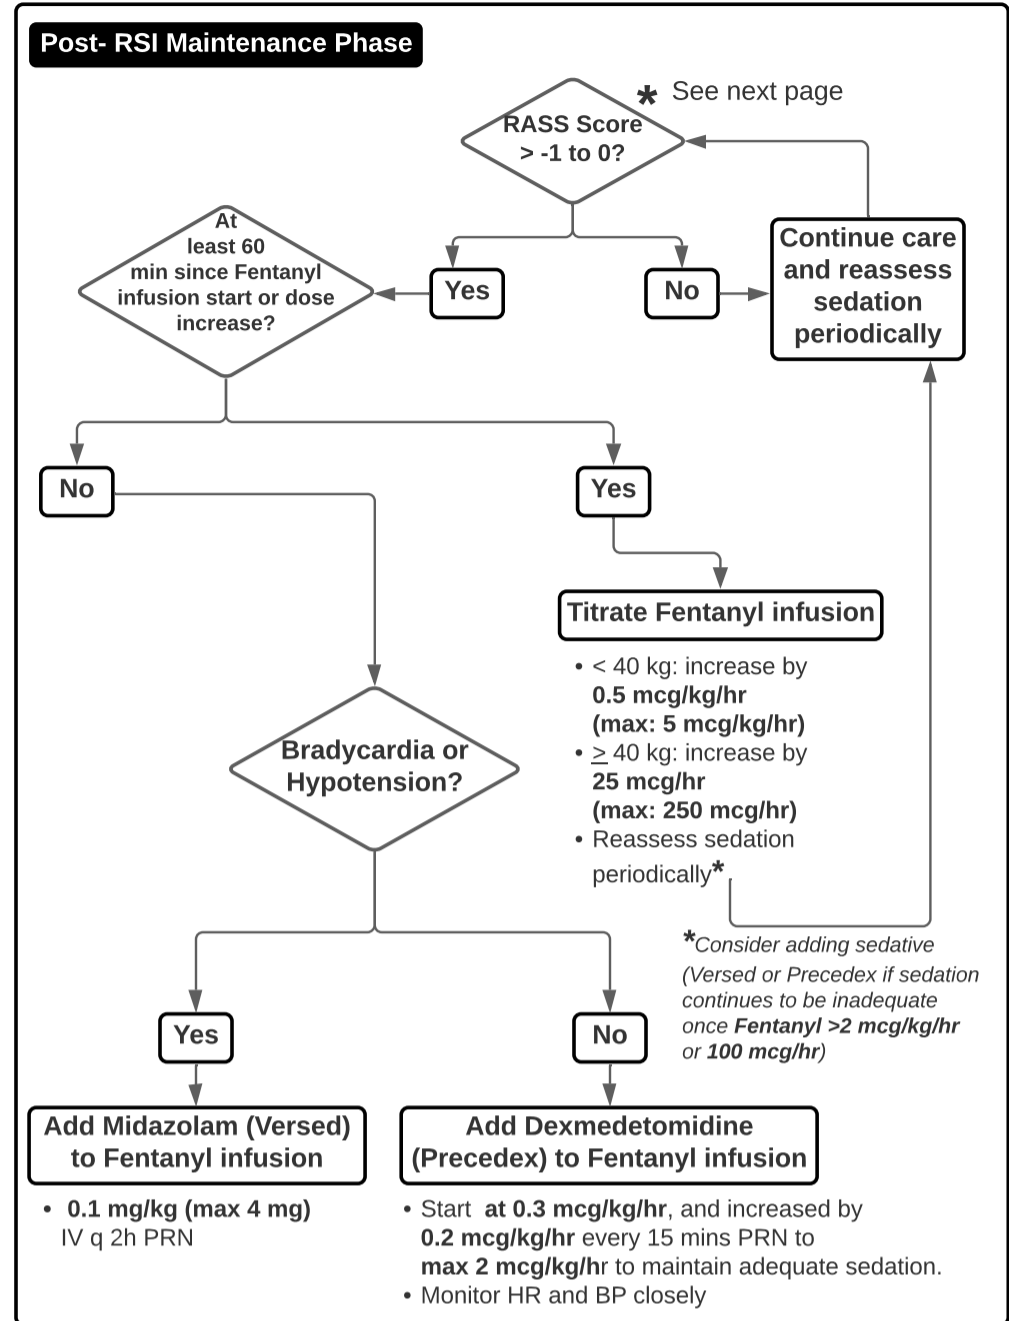 Post- RSI Maintenance Phase
* See next page
RASS Score
> -1 to 0?
Continue care
and reassess
sedation
periodically
At
least 60
min since Fentanyl
infusion start or dose
increase?
Yes
No
No
Yes
Titrate Fentanyl infusion
• < 40 kg: increase by
0.5 mcg/kg/hr
(max: 5 mcg/kg/hr)
• > 40 kg: increase by
25 mcg/hr
(max: 250 mcg/hr)
• Reassess sedation
periodically*
Bradycardia or
Hypotension?
*Consider adding sedative
(Versed or Precedex if sedation
continues to be inadequate
once Fentanyl >2 mcg/kg/hr
or 100 mcg/hr)
Yes
No
Add Midazolam (Versed)
to Fentanyl infusion
• 0.1 mg/kg (max 4 mg)
IV q 2h PRN
Add Dexmedetomidine
(Precedex) to Fentanyl infusion
• Start at 0.3 mcg/kg/hr, and increased by
0.2 mcg/kg/hr every 15 mins PRN to
max 2 mcg/kg/hr to maintain adequate sedation.
• Monitor HR and BP closely